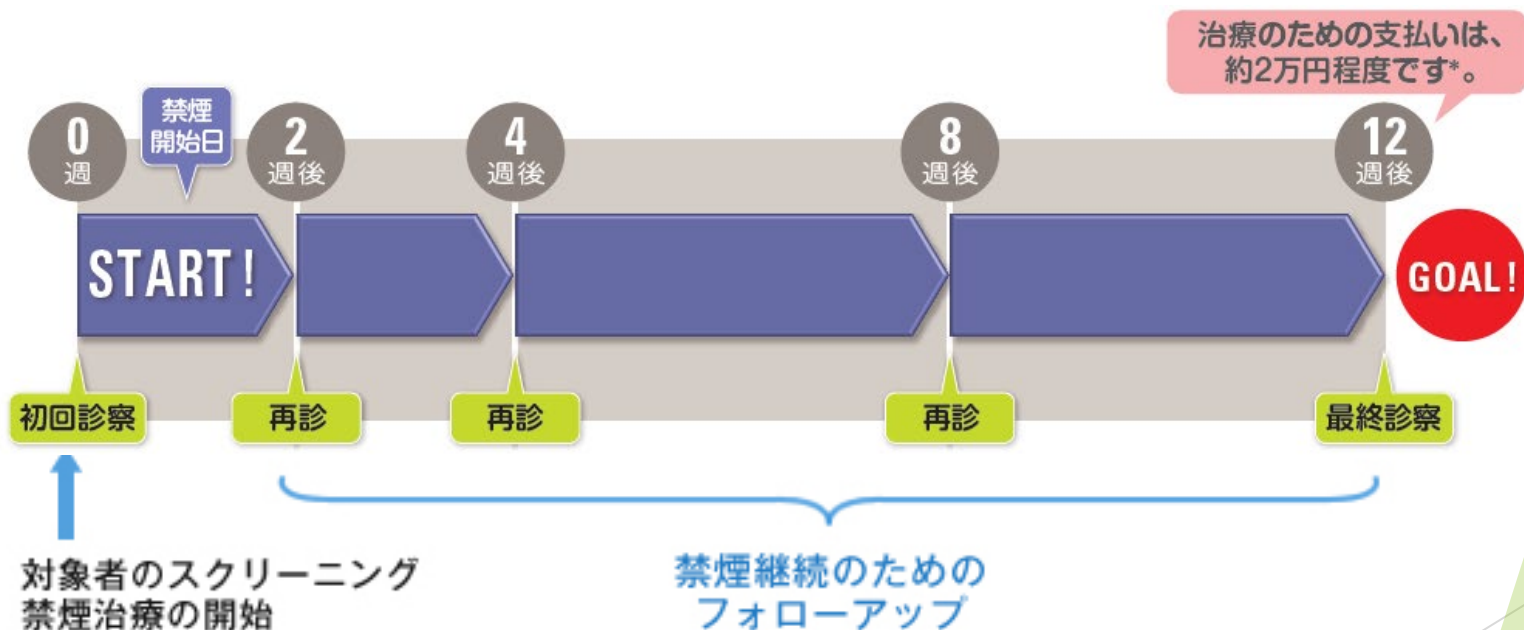 治療のための支払いは、
約2万円程度です*。
0
週
禁煙
開始日
2
週後
4
週後
8
週後
12
週後
START!
GOAL!
初回診察
再診
再診
再診
最終診察
対象者のスクリーニング
禁煙治療の開始
禁煙継続のための
フォローアップ